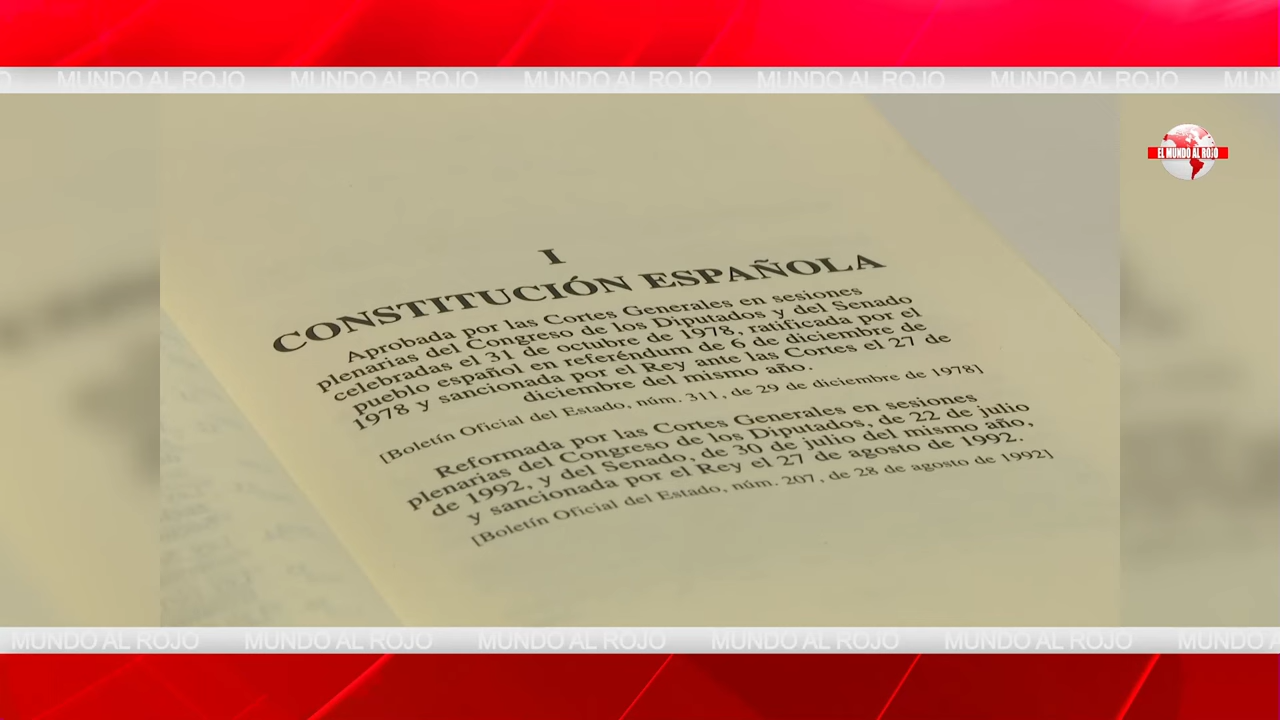 MUNDO AL ROJO MUNDO AL ROJO MUNDO AL ROJO MUNDO AL ROJO MUNDO AL ROJO
EL MUNDO AL ROJO
I
CONSTITUCIÓN ESPAÑOLA
Aprobada por las Cortes Generales en sesiones
plenarias del Congreso de los Diputados y del Senado
celebradas el 31 de octubre de 1978, ratificada por el
pueblo español en referéndum de 6 de diciembre de
1978 y sancionada por el Rey ante las Cortes el 27 de
diciembre del mismo año.
[Boletín Oficial del Estado, núm. 311, de 29 de diciembre de 1978]
Reformada por las Cortes Generales en sesiones
plenarias del Congreso de los Diputados, de 22 de julio
de 1992, y del Senado, de 30 de julio del mismo año,
y sancionada por el Rey el 27 de agosto de 1992.
[Boletín Oficial del Estado, núm. 207, de 28 de agosto de 1992]
MUNDO AL ROJO MUNDO AL ROJO MUNDO AL ROJO MUNDO AL ROJO MUNDO AL ROJO